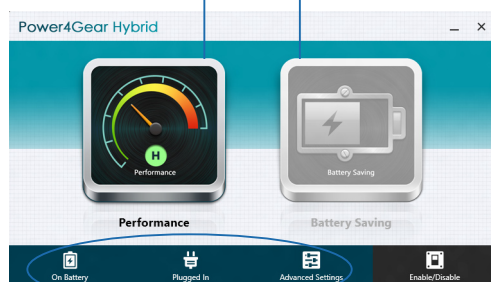 Power4Gear Hybrid
H
Performance
Battery Saving
Performance
Battery Saving
On Battery
Plugged In
Advanced Settings
Enable/Disable